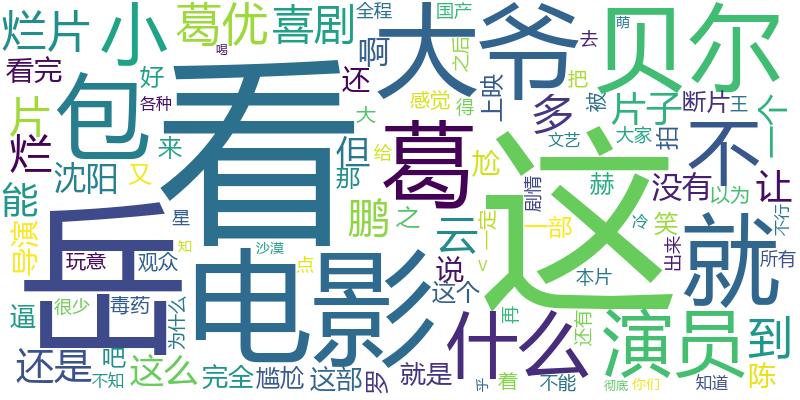 烂片
小
葛优
喜剧
全程
国产
大爷
去
萌
贝尔
看完
好
各种
包
喝
看
还
啊
之后
感觉
得
上映
多
把
被
片子
断片
王
一个
片
烂
来
但
那
大
给
葛
尬
文艺
大家
拍
不
能
沈阳
又
鹏
之
云
这
剧情
赫
没有
以为
让
导演
星
岳
玩意
观众
知
沙漠
点
电影
说
<
一定
一部
笑
冷
出来
就
不行
所有
逼
很少
毒药
为什么
这个
什么
再
本片
还有
演员
到
还是
吧
不知
这么
完全
尴尬
这部
罗
就是
乎
着
不能
彻底
你们
知道
陈